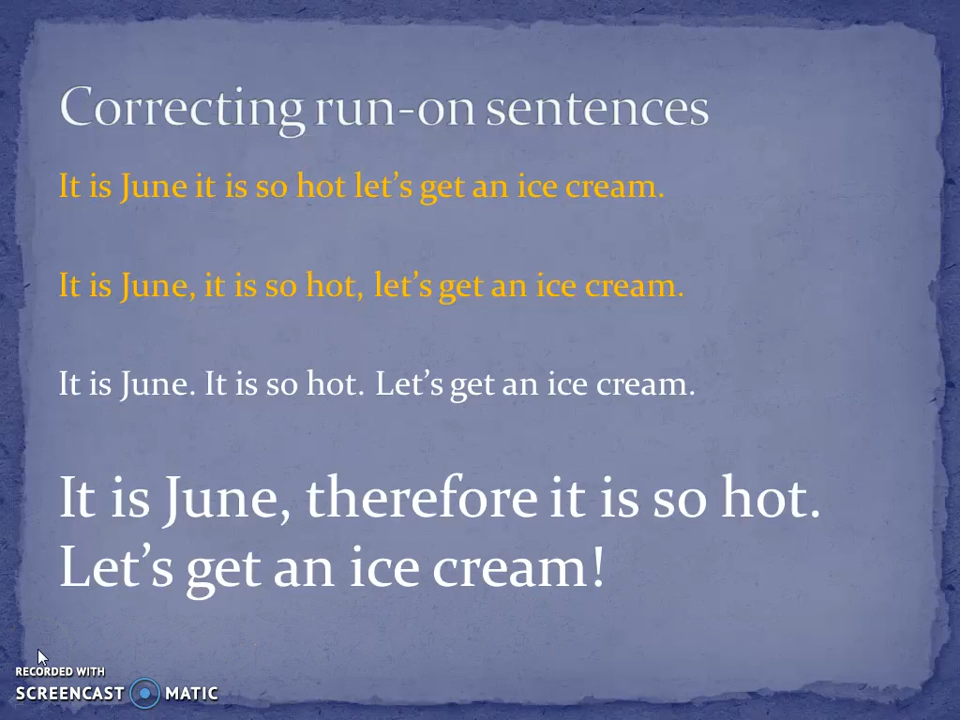 Correcting run-on sentences
It is June it is so hot let’s get an ice cream.
It is June, it is so hot, let’s get an ice cream.
It is June. It is so hot. Let’s get an ice cream.
It is June, therefore it is so hot.
Let’s get an ice cream!
RECORDED WITH
SCREENCAST MATIC